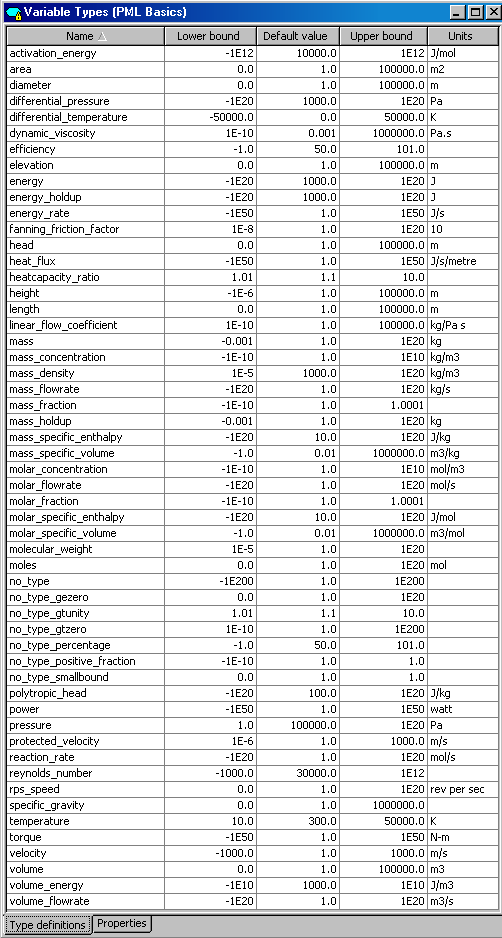 Variable Types (PML Basics)
Name Lower bound Default value Upper bound Units
activation_energy -1E12 10000.0 1E12 J/mol
area 0.0 1.0 100000.0 m2
diameter 0.0 1.0 100000.0 m
differential_pressure -1E20 1000.0 1E20 Pa
differential_temperature -50000.0 0.0 50000.0 K
dynamic_viscosity 1E-10 0.001 1000000.0 Pa.s
efficiency -1.0 50.0 101.0
elevation 0.0 1.0 100000.0 m
energy -1E20 1000.0 1E20 J
energy_holdup -1E20 1000.0 1E20 J
energy_rate -1E50 1.0 1E50 J/s
fanning_friction_factor 1E-8 1.0 1E20 10
head 0.0 1.0 100000.0 m
heat_flux -1E50 1.0 1E50 J/s/metre
heatcapacity_ratio 1.01 1.1 10.0
height -1E-6 1.0 100000.0 m
length 0.0 1.0 100000.0 m
linear_flow_coefficient 1E-10 1.0 100000.0 kg/Pa s
mass -0.001 1.0 1E20 kg
mass_concentration -1E-10 1.0 1E10 kg/m3
mass_density 1E-5 1000.0 1E20 kg/m3
mass_flowrate -1E20 1.0 1E20 kg/s
mass_fraction -1E-10 1.0 1.0001
mass_holdup -0.001 1.0 1E20 kg
mass_specific_enthalpy -1E20 10.0 1E20 J/kg
mass_specific_volume -1.0 0.01 1000000.0 m3/kg
molar_concentration -1E-10 1.0 1E10 mol/m3
molar_flowrate -1E20 1.0 1E20 mol/s
molar_fraction -1E-10 1.0 1.0001
molar_specific_enthalpy -1E20 10.0 1E20 J/mol
molar_specific_volume -1.0 0.01 1000000.0 m3/mol
molecular_weight 1E-5 1.0 1E20
moles 0.0 1.0 1E20 mol
no_type -1E200 1.0 1E200
no_type_gezero 0.0 1.0 1E20
no_type_gtunity 1.01 1.1 10.0
no_type_gtzero 1E-10 1.0 1E200
no_type_percentage -1.0 50.0 101.0
no_type_positive_fraction -1E-10 1.0 1.0
no_type_smallbound 0.0 1.0 1.0
polytropic_head -1E20 100.0 1E20 J/kg
power -1E50 1.0 1E50 watt
pressure 1.0 100000.0 1E20 Pa
protected_velocity 1E-6 1.0 1000.0 m/s
reaction_rate -1E20 1.0 1E20 mol/s
reynolds_number -1000.0 30000.0 1E12
rps_speed 0.0 1.0 1E20 rev per sec
specific_gravity 0.0 1.0 1000000.0
temperature 10.0 300.0 50000.0 K
torque -1E50 1.0 1E50 N-m
velocity -1000.0 1.0 1000.0 m/s
volume 0.0 1.0 100000.0 m3
volume_energy -1E10 1000.0 1E10 J/m3
volume_flowrate -1E20 1.0 1E20 m3/s
Type definitions Properties